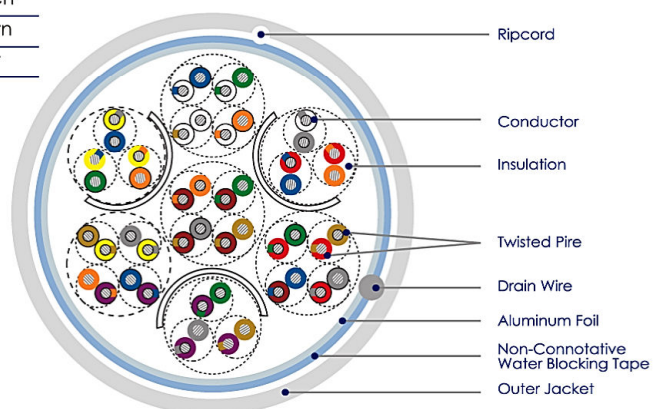 Ripcord
Conductor
Insulation
Twisted Pire
Drain Wire
Aluminum Foil
Non-Connotative
Water Blocking Tape
Outer Jacket